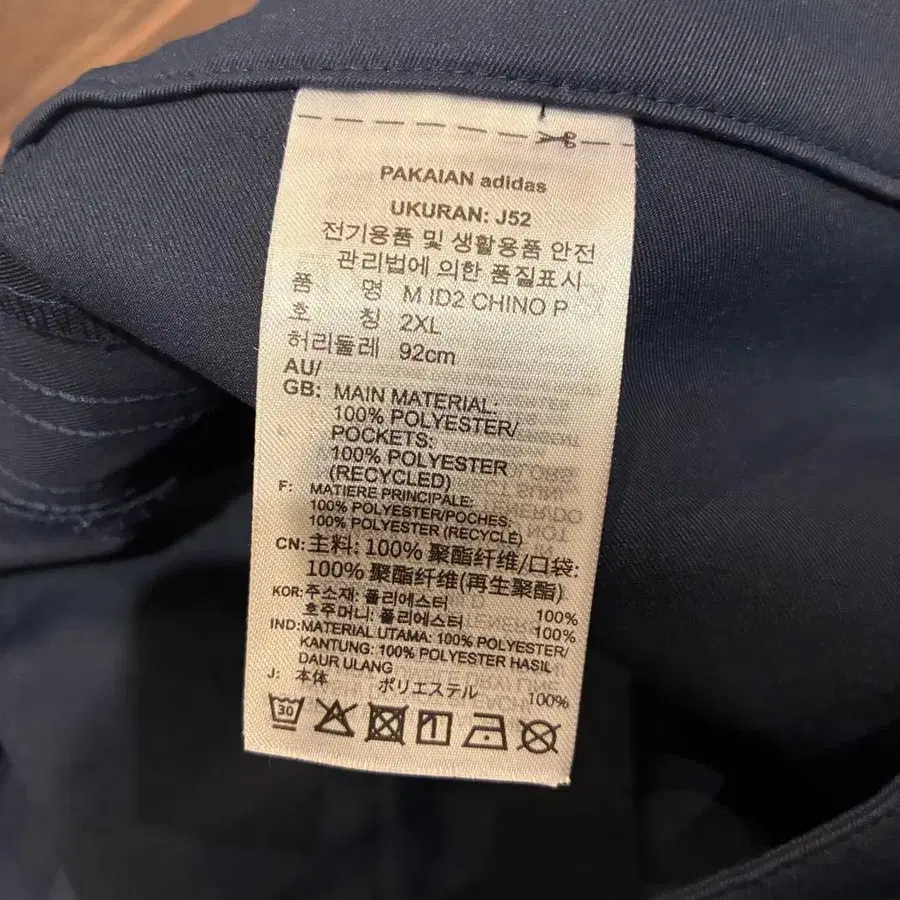 PAKAIAN adidas
UKURAN: J52
전기용품 및 생활용품 안전
관리법에 의한 품질표시
품 명 M ID2 CHINO P
호 칭 2XL
허리둘레 92cm
AU/
GB: MAIN MATERIAL:
100% POLYESTER/
POCKETS:
100% POLYESTER
(RECYCLED)
F: MATIERE PRINCIPALE:
100% POLYESTER/POCHES:
100% POLYESTER (RECYCLE)
CN: 主料: 100% 聚酯纤维/口袋:
100% 聚酯纤维(再生聚酯)
KOR: 주소재: 폴리에스터 100%
호주머니: 폴리에스터 100%
IND: MATERIAL UTAMA: 100% POLYESTER/
KANTUNG: 100% POLYESTER HASIL
DAUR ULANG
J: 本体 ポリエステル 100%
30